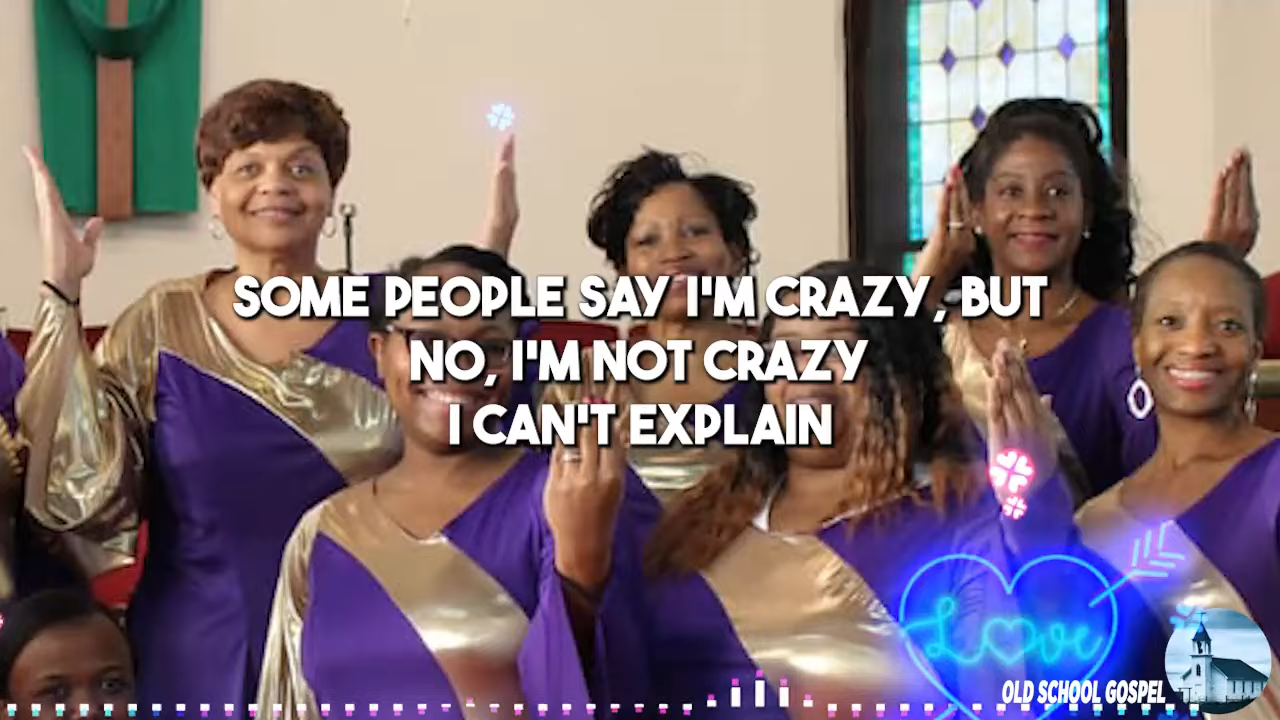 SOME PEOPLE SAY I'M CRAZY, BUT
NO, I'M NOT CRAZY
I CAN'T EXPLAIN
Love
OLD SCHOOL GOSPEL